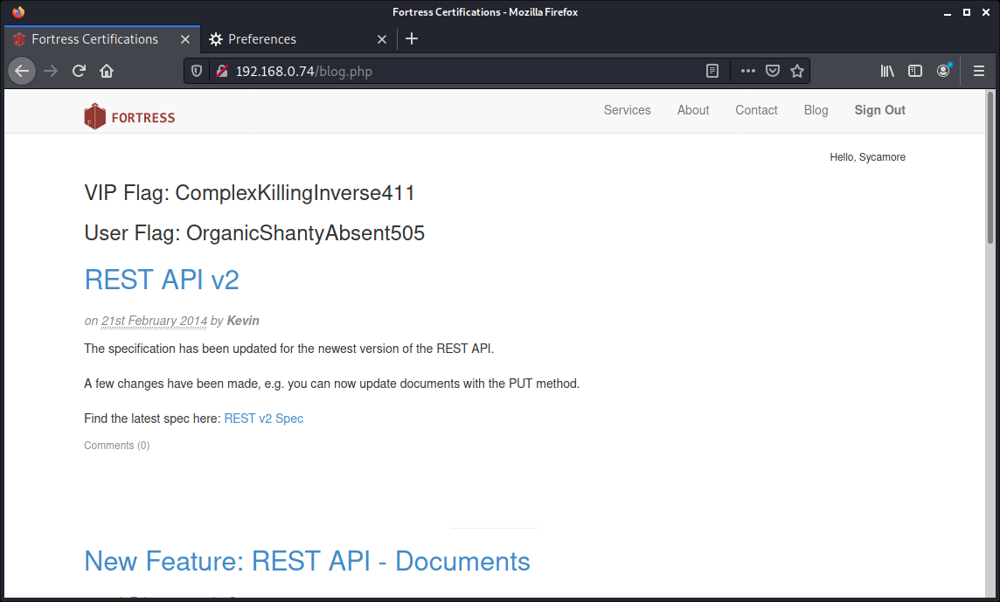 Fortress Certifications - Mozilla Firefox
Fortress Certifications
Preferences
192.168.0.74/blog.php
FORTRESS
Services About Contact Blog Sign Out
Hello, Sycamore
VIP Flag: ComplexKillingInverse411
User Flag: OrganicShantyAbsent505
REST API v2
on 21st February 2014 by Kevin
The specification has been updated for the newest version of the REST API.
A few changes have been made, e.g. you can now update documents with the PUT method.
Find the latest spec here: REST v2 Spec
Comments (0)
New Feature: REST API - Documents